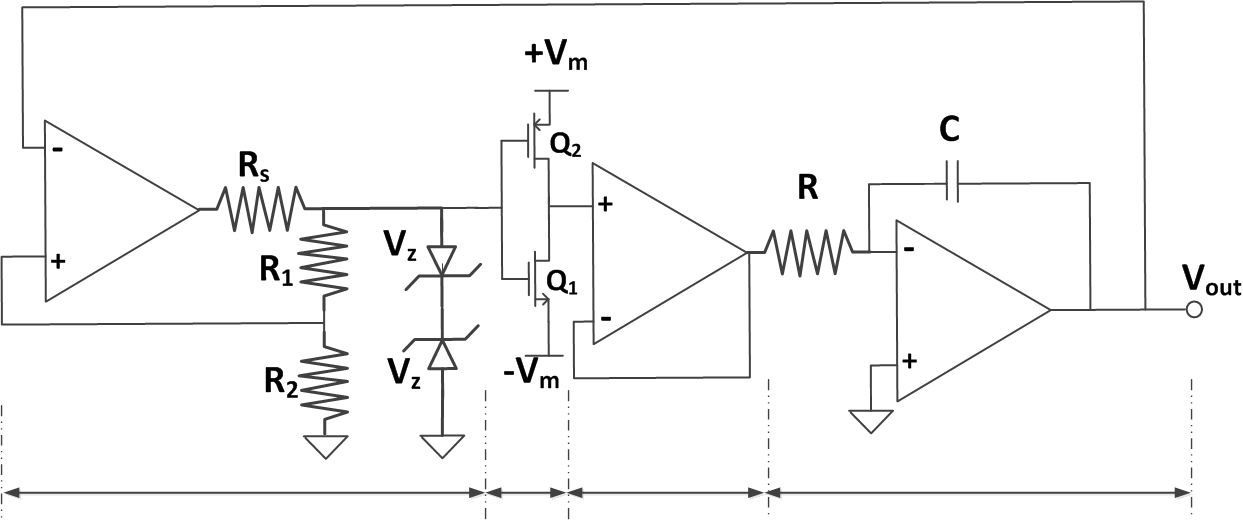 +Vm
-
Rs
Q2
C
+
R1
Vz
Q1
+
-
R
-
Vout
R2
Vz
-Vm
+